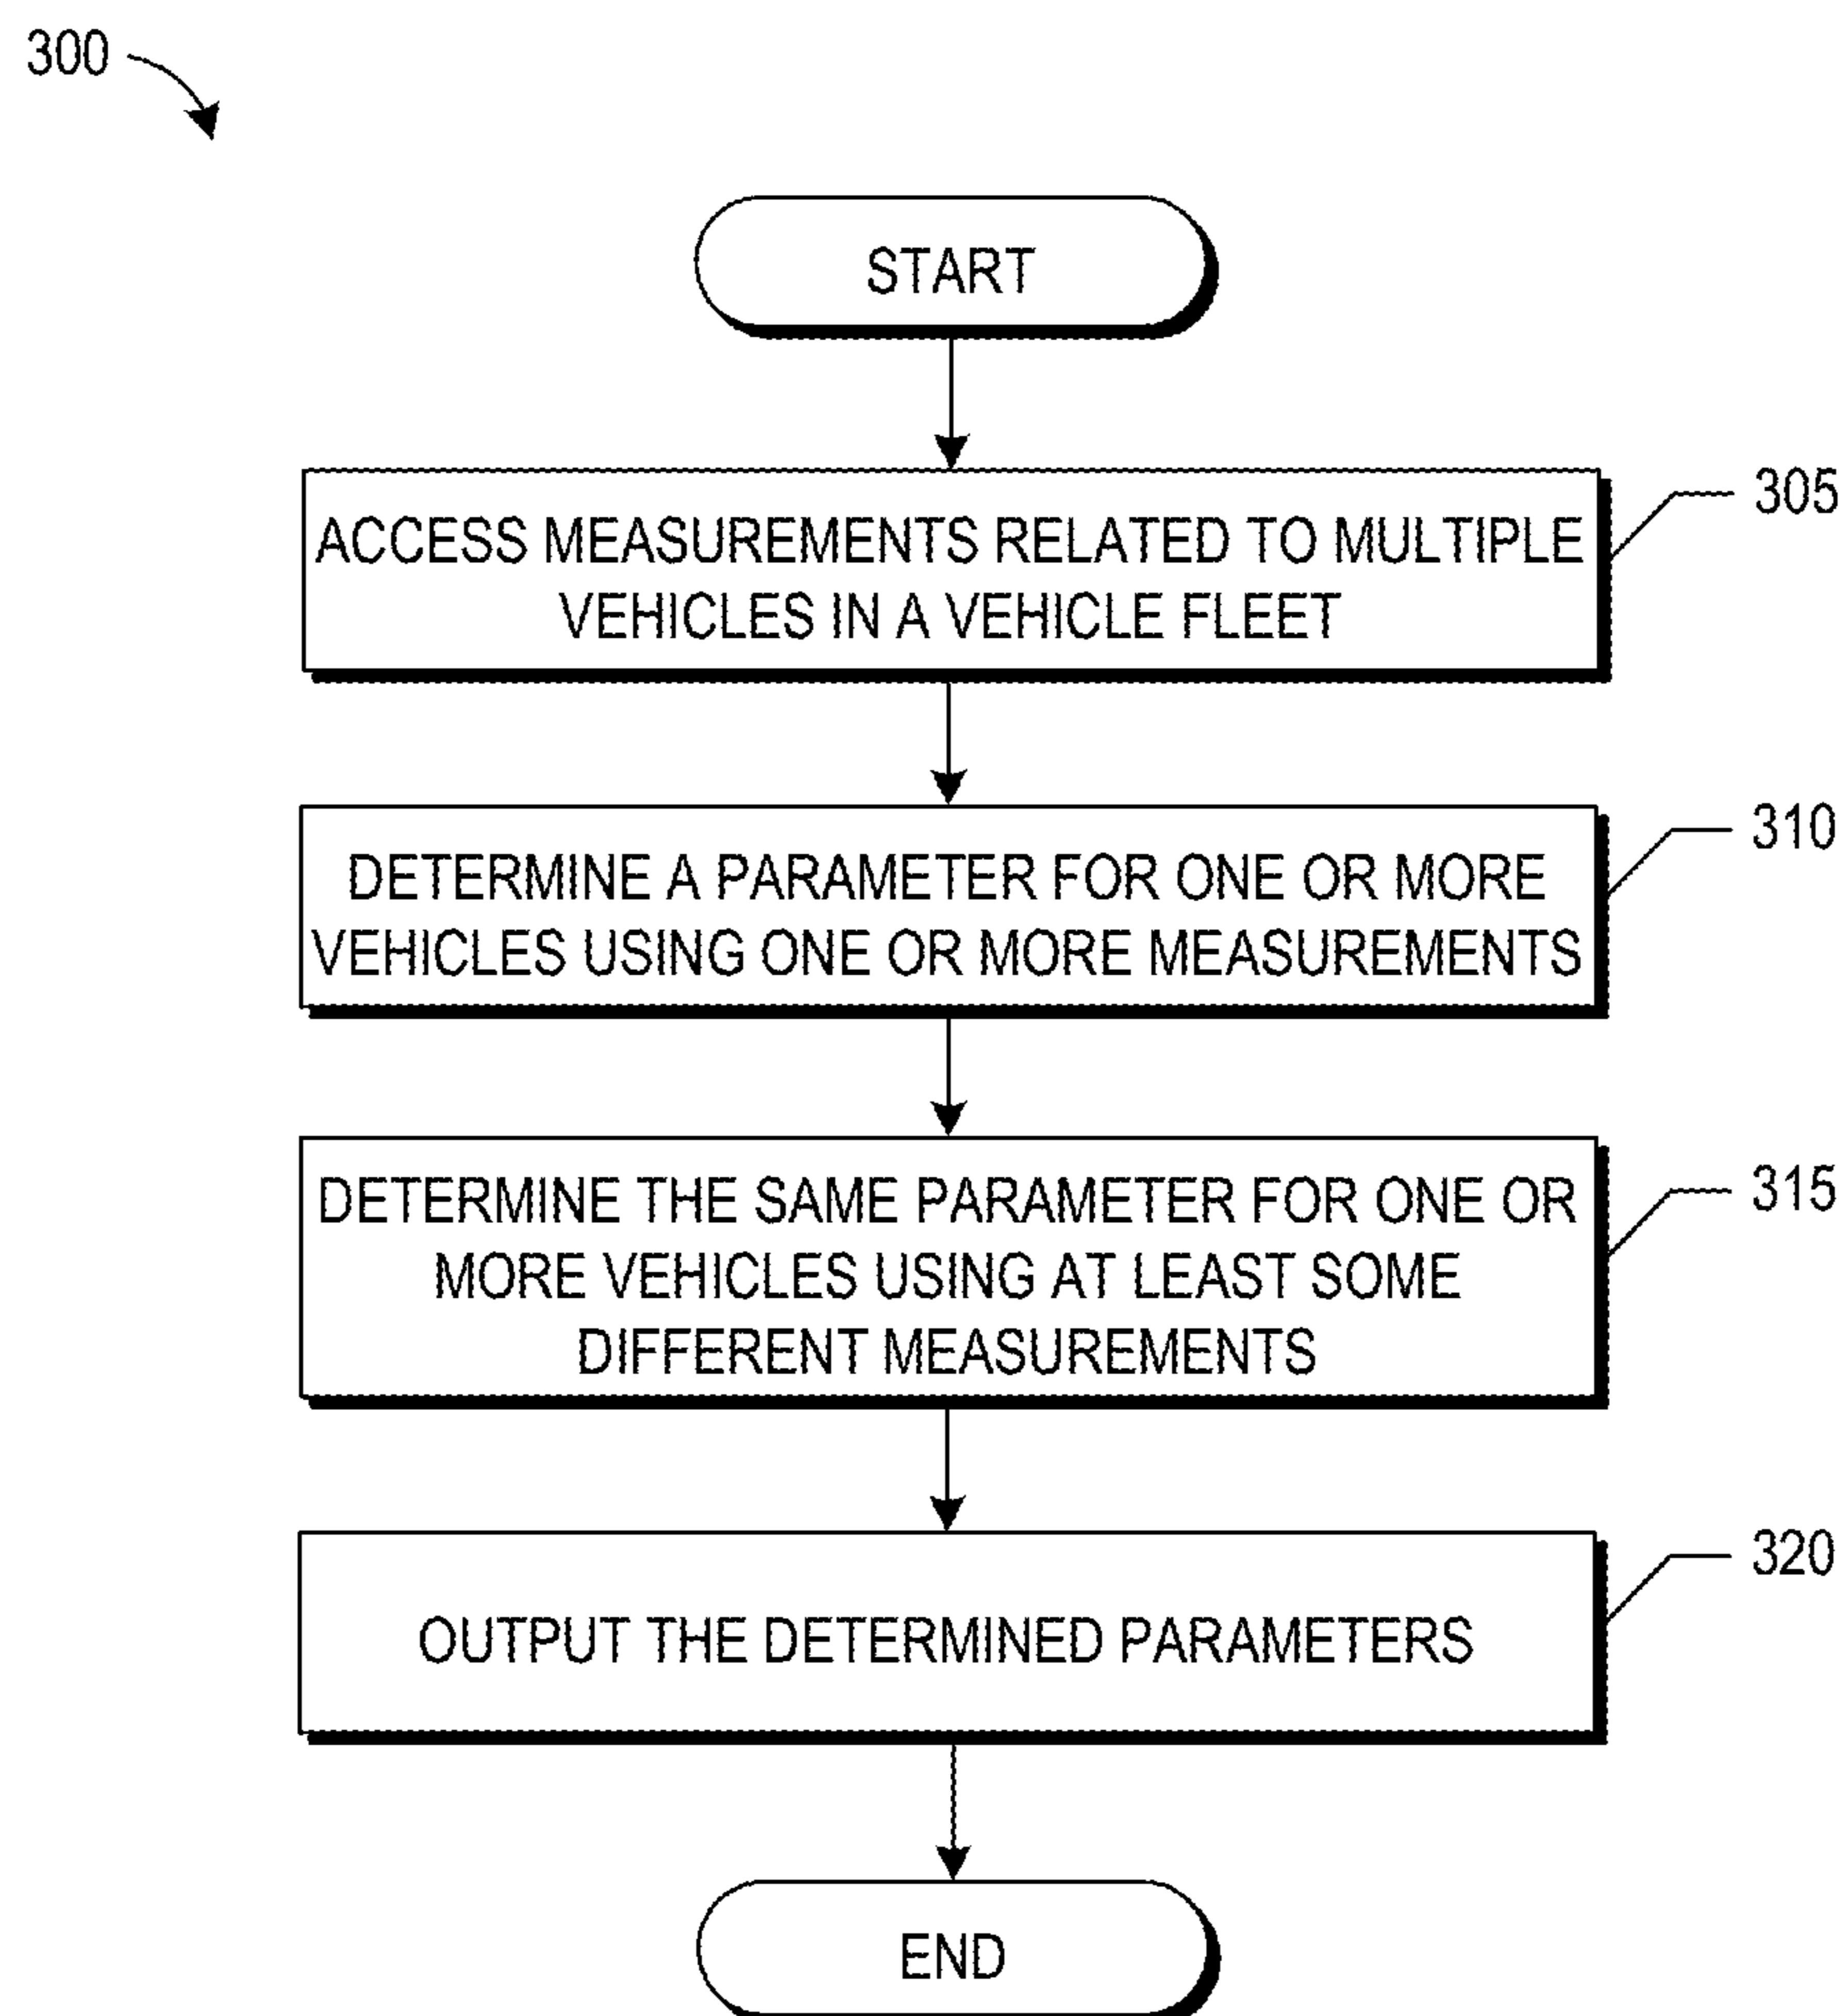 300
START
ACCESS MEASUREMENTS RELATED TO MULTIPLE
VEHICLES IN A VEHICLE FLEET
305
DETERMINE A PARAMETER FOR ONE OR MORE
VEHICLES USING ONE OR MORE MEASUREMENTS
310
DETERMINE THE SAME PARAMETER FOR ONE OR
MORE VEHICLES USING AT LEAST SOME
DIFFERENT MEASUREMENTS
315
OUTPUT THE DETERMINED PARAMETERS
320
END